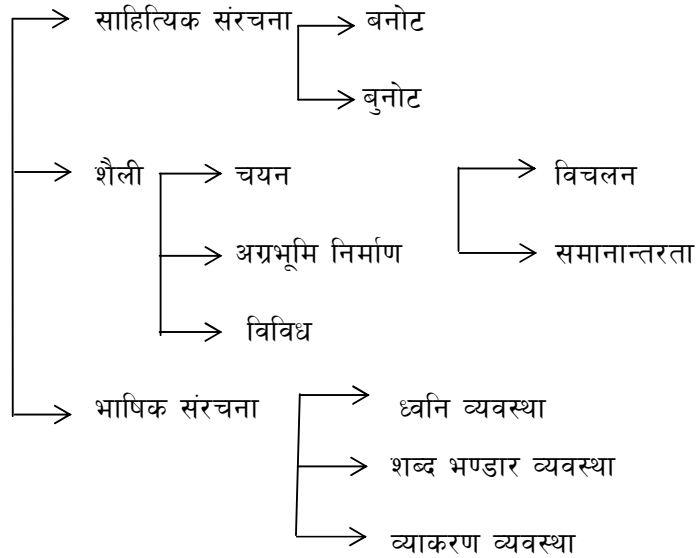 साहित्यिक संरचना
बनोट
बुनोट
शैली
चयन
विचलन
अग्रभूमि निर्माण
समानान्तरता
विविध
भाषिक संरचना
ध्वनि व्यवस्था
शब्द भण्डार व्यवस्था
व्याकरण व्यवस्था